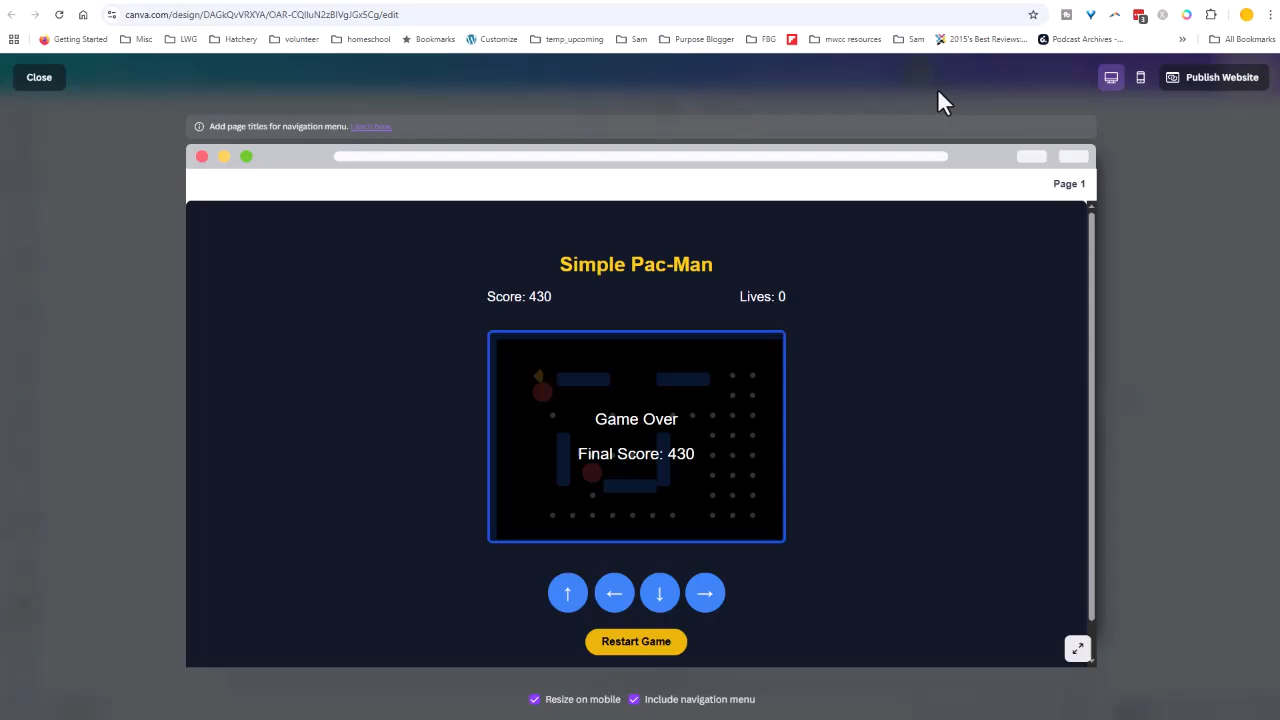 canva.com/design/DAGkQvVRXYA/OAR-CQlluN2zBlVgJGx5Cg/edit
3
Getting Started Misc LWG Hatchery volunteer homeschool Bookmarks Customize temp_upcoming Sam Purpose Blogger FBG mwcc resources Sam 2015's Best Reviews:... Podcast Archives -... All Bookmarks
Close
Publish Website
Add page titles for navigation menu. Learn how.
Page 1
Simple Pac-Man
Score: 430 Lives: 0
Game Over
Final Score: 430
↑ ← ↓ →
Restart Game
Resize on mobile Include navigation menu